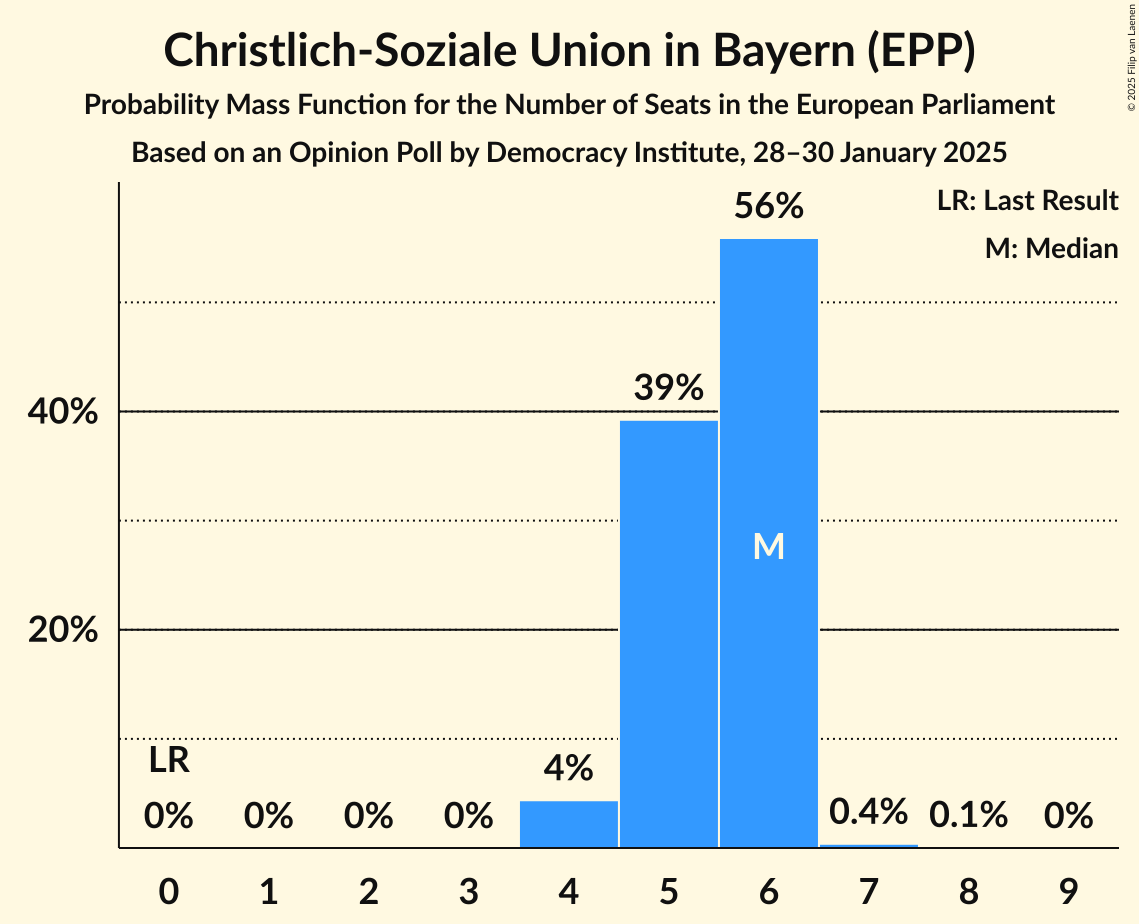 Christlich-Soziale Union in Bayern (EPP)
Probability Mass Function for the Number of Seats in the European Parliament
Based on an Opinion Poll by Democracy Institute, 28–30 January 2025
© 2025 Filip van Laenen
LR: Last Result
M: Median
56%
39%
40%
M
20%
LR
4%
0% 0% 0% 0% 0.4% 0.1% 0%
0 1 2 3 4 5 6 7 8 9